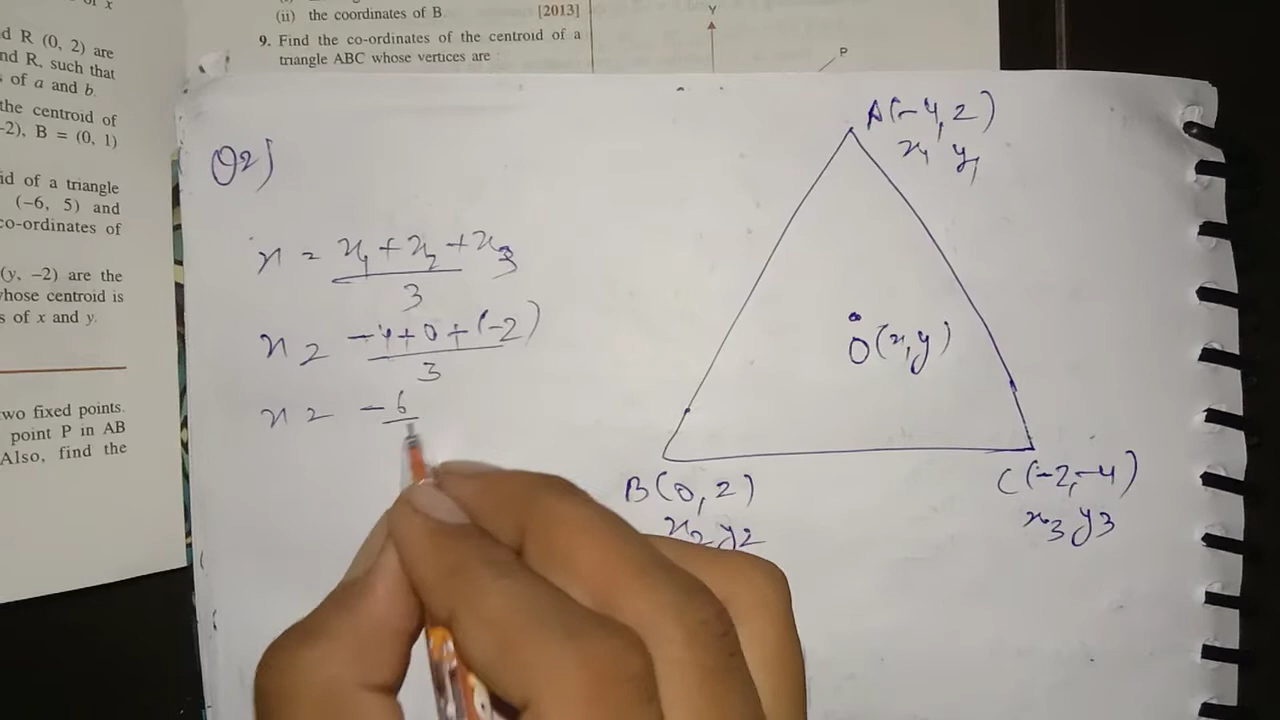 of x
d R (0, 2) are
nd R, such that
s of a and b.
the centroid of
-2), B = (0, 1)
id of a triangle
(-6, 5) and
co-ordinates of
(y, -2) are the
whose centroid is
s of x and y.
two fixed points.
point P in AB
Also, find the
(ii) the coordinates of B. [2013]
9. Find the co-ordinates of the centroid of a
triangle ABC whose vertices are
Y
P
Q2)
x = x1 + x2 + x3
3
x = -4+0+(-2)
3
x = -6
A(-4, 2)
x1 y1
O(x, y)
B(0, 2)
x2 y2
C(-2, -4)
x3 y3